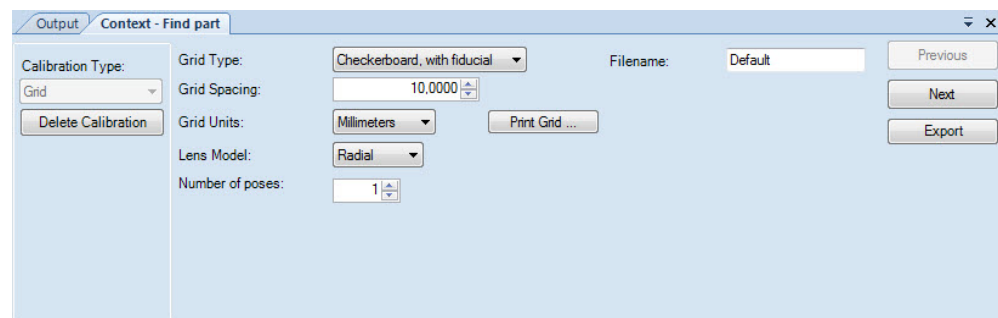 Output Context - Find part
Calibration Type:
Grid
Delete Calibration
Grid Type: Checkerboard, with fiducial Filename: Default
Grid Spacing: 10,0000
Grid Units: Millimeters Print Grid ...
Lens Model: Radial
Number of poses: 1
Previous
Next
Export